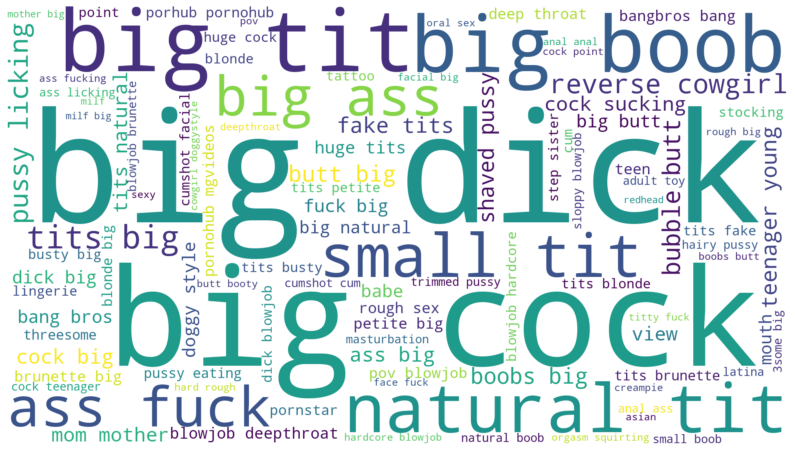 mother big
point
porhub pornohub
pov
oral sex
deep throat
bangbros bang
big tit
big boob
huge cock
blonde
anal anal
cock point
ass fucking
ass licking
milf
milf big
tits natural
blowjob brunette
cumshot facial
cowgirl doggystyle
tattoo
facial big
reverse cowgirl
pussy licking
big ass
cock sucking
stocking
deepthroat
fake tits
shaved pussy
big butt
rough big
sexy
huge tits
step sister
cum
sloppy blowjob
bubble butt
teenager young
big dick
pornohub mgvideos
butt big
tits petite
teen
adult toy
redhead
fuck big
big natural
tits big
small tit
tits fake
hairy pussy
boobs butt
busty big
blonde big
doggy style
tits busty
dick big
butt booty
cumshot cum
trimmed pussy
tits blonde
lingerie
babe
big cock
bang bros
rough sex
petite big
blowjob hardcore
titty fuck
threesome
dick blowjob
masturbation
view
mouth
3some big
cock big
ass big
brunette big
pussy eating
pov blowjob
boobs big
tits brunette
latina
cock teenager
hard rough
face fuck
creampie
ass fuck
pornstar
natural tit
anal ass
asian
mom mother
blowjob deepthroat
hardcore blowjob
natural boob
orgasm squirting
small boob